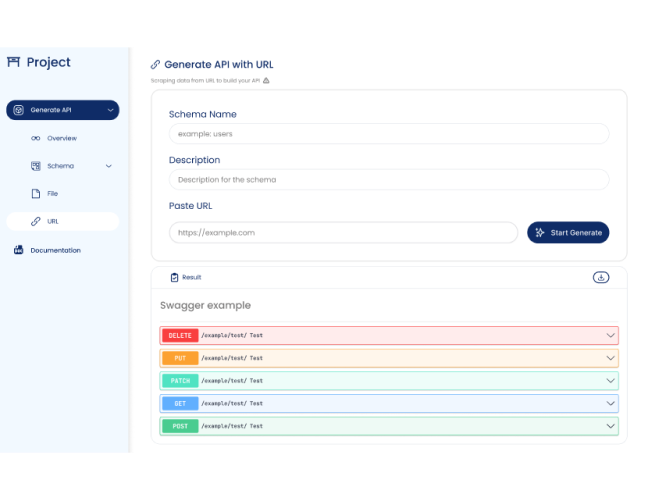 Project
Generate API
Overview
Schema
File
URL
Documentation
Generate API with URL
Scraping data from URL to build your API
Schema Name
example: users
Description
Description for the schema
Paste URL
https://example.com
Start Generate
Result
Swagger example
DELETE /example/test/ Test
PUT /example/test/ Test
PATCH /example/test/ Test
GET /example/test/ Test
POST /example/test/ Test